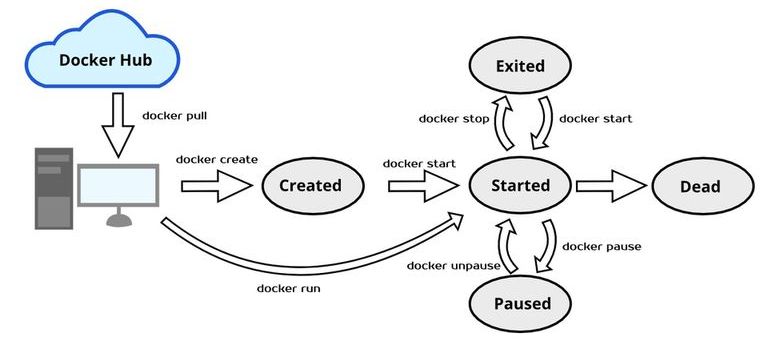 Docker Hub
Exited
docker pull
docker stop
docker start
docker create
docker start
Created
Started
Dead
docker pause
docker unpause
docker run
Paused